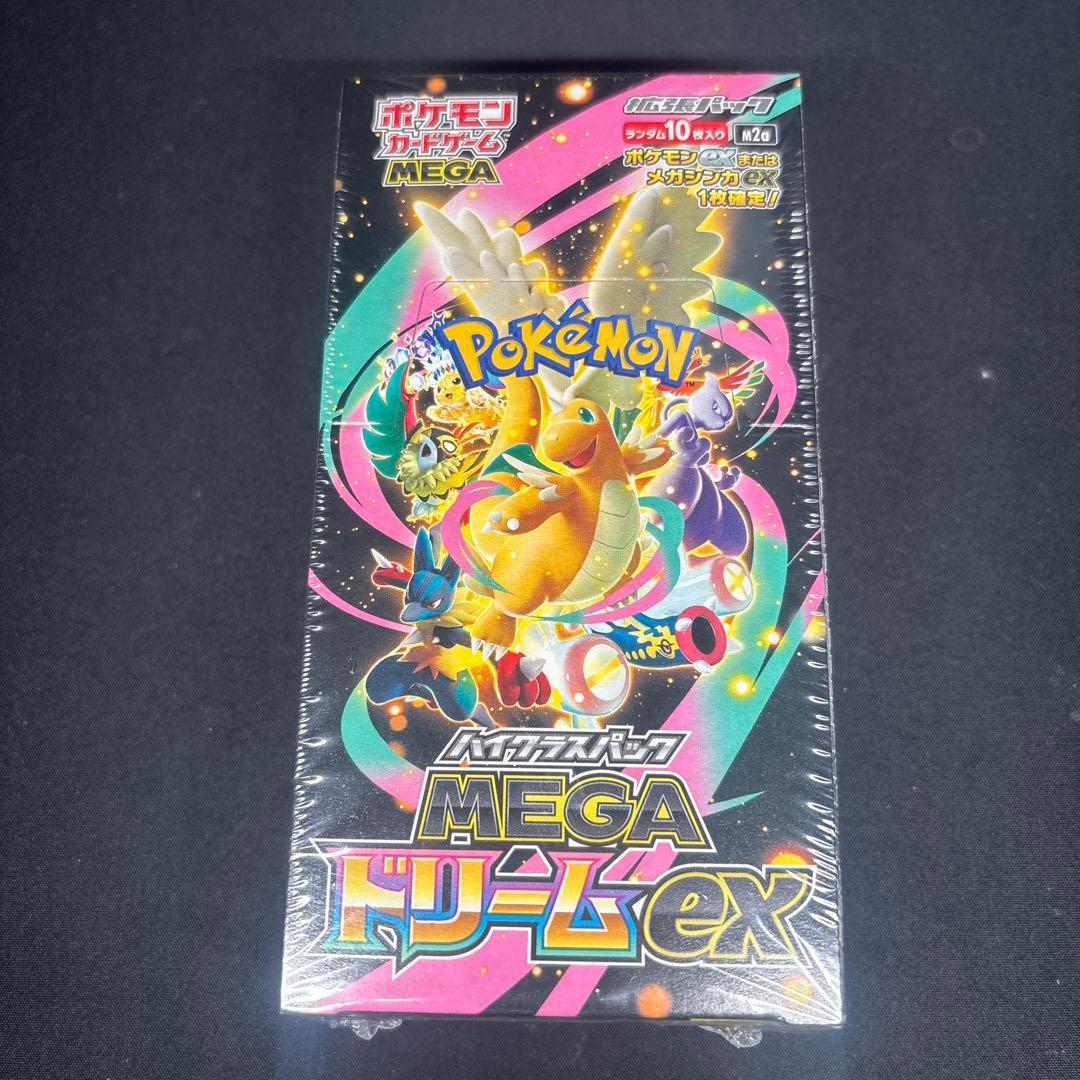 ポケモン
カードゲーム
MEGA
拡張パック
ランダム10枚入り M2a
ポケモンexまたは
メガシンカex
1枚確定！
POKéMON
TM
ハイクラスパック
MEGA
ドリームex